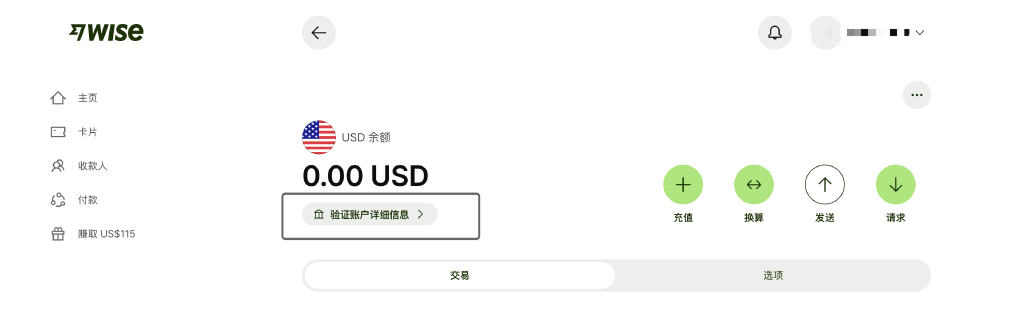 WISE
主页
卡片
收款人
付款
赚取 US$115
USD 余额
0.00 USD
验证账户详细信息
充值
换算
发送
请求
交易
选项